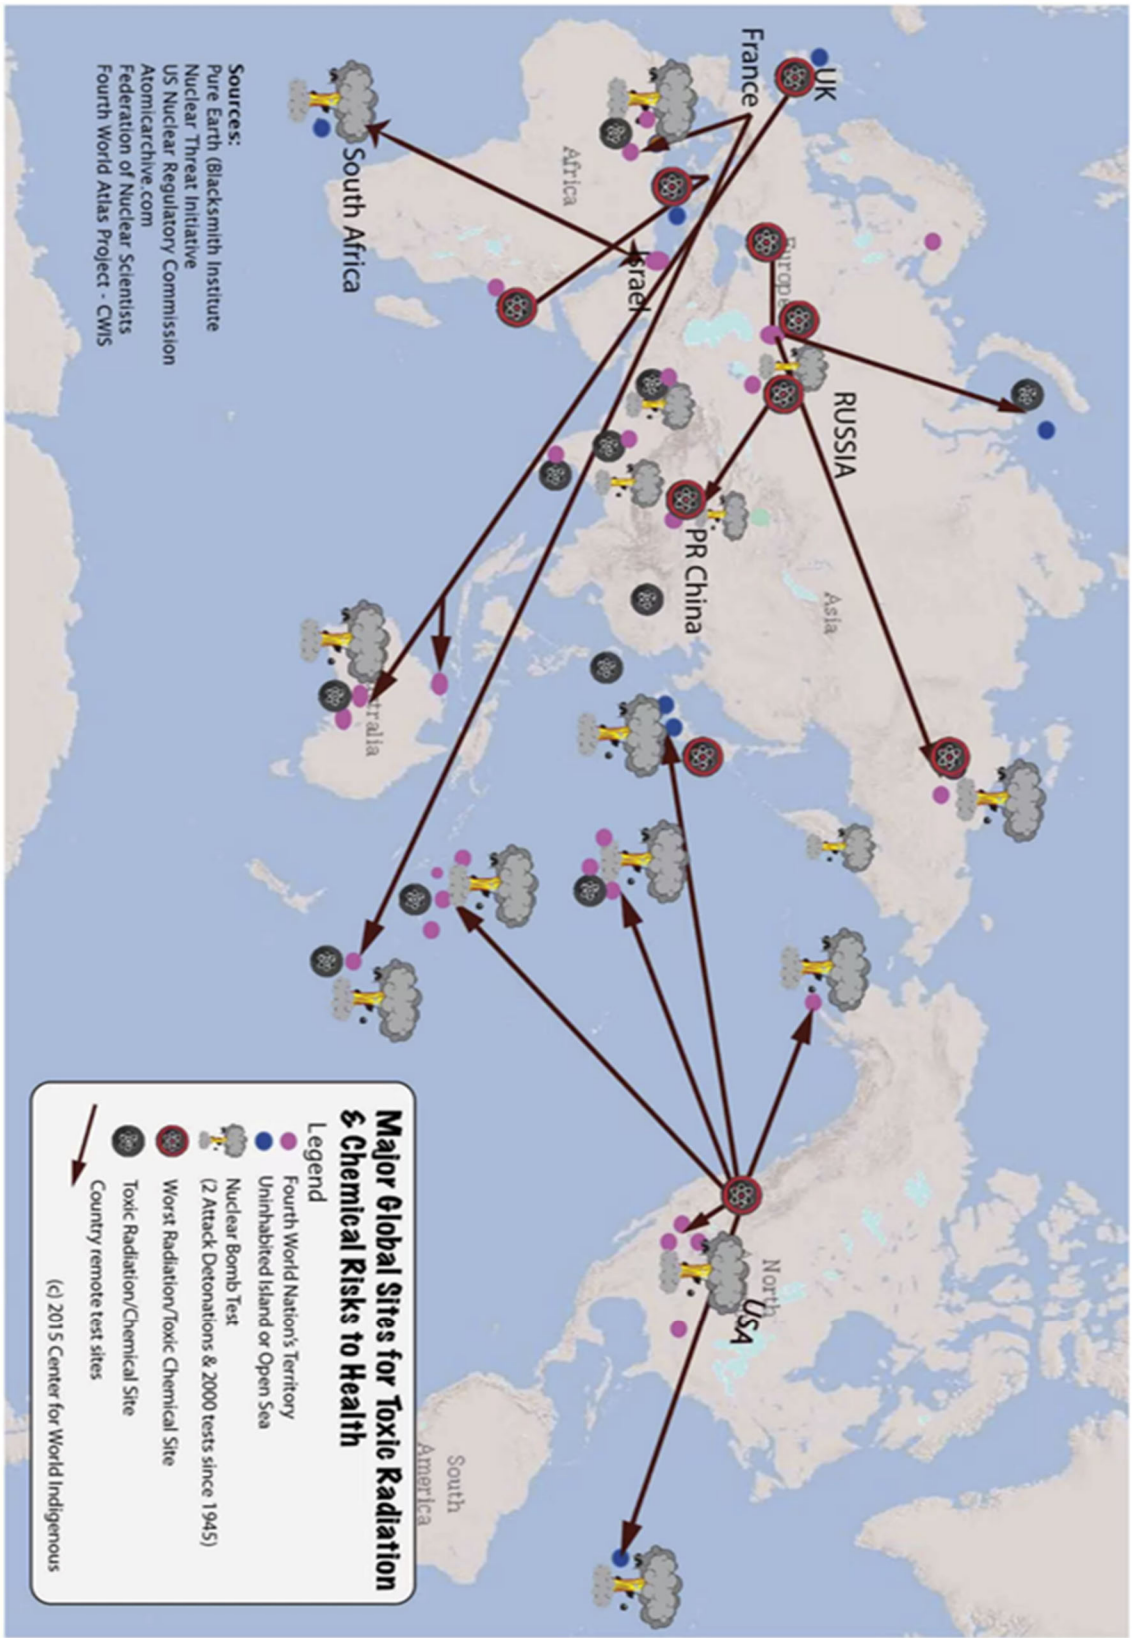 UK
France
Africa
Europe
Israel
South Africa
RUSSIA
PR China
Asia
tralia
North
A
USA
South
America
Sources:
Pure Earth (Blacksmith Institute
Nuclear Threat Initiative
US Nuclear Regulatory Commission
Atomicarchive.com
Federation of Nuclear Scientists
Fourth World Atlas Project - CWIS
Major Global Sites for Toxic Radiation
& Chemical Risks to Health
Legend
Fourth World Nation's Territory
Uninhabited Island or Open Sea
Nuclear Bomb Test
(2 Attack Detonations & 2000 tests since 1945)
Worst Radiation/Toxic Chemical Site
Toxic Radiation/Chemical Site
Country remote test sites
(c) 2015 Center for World Indigenous